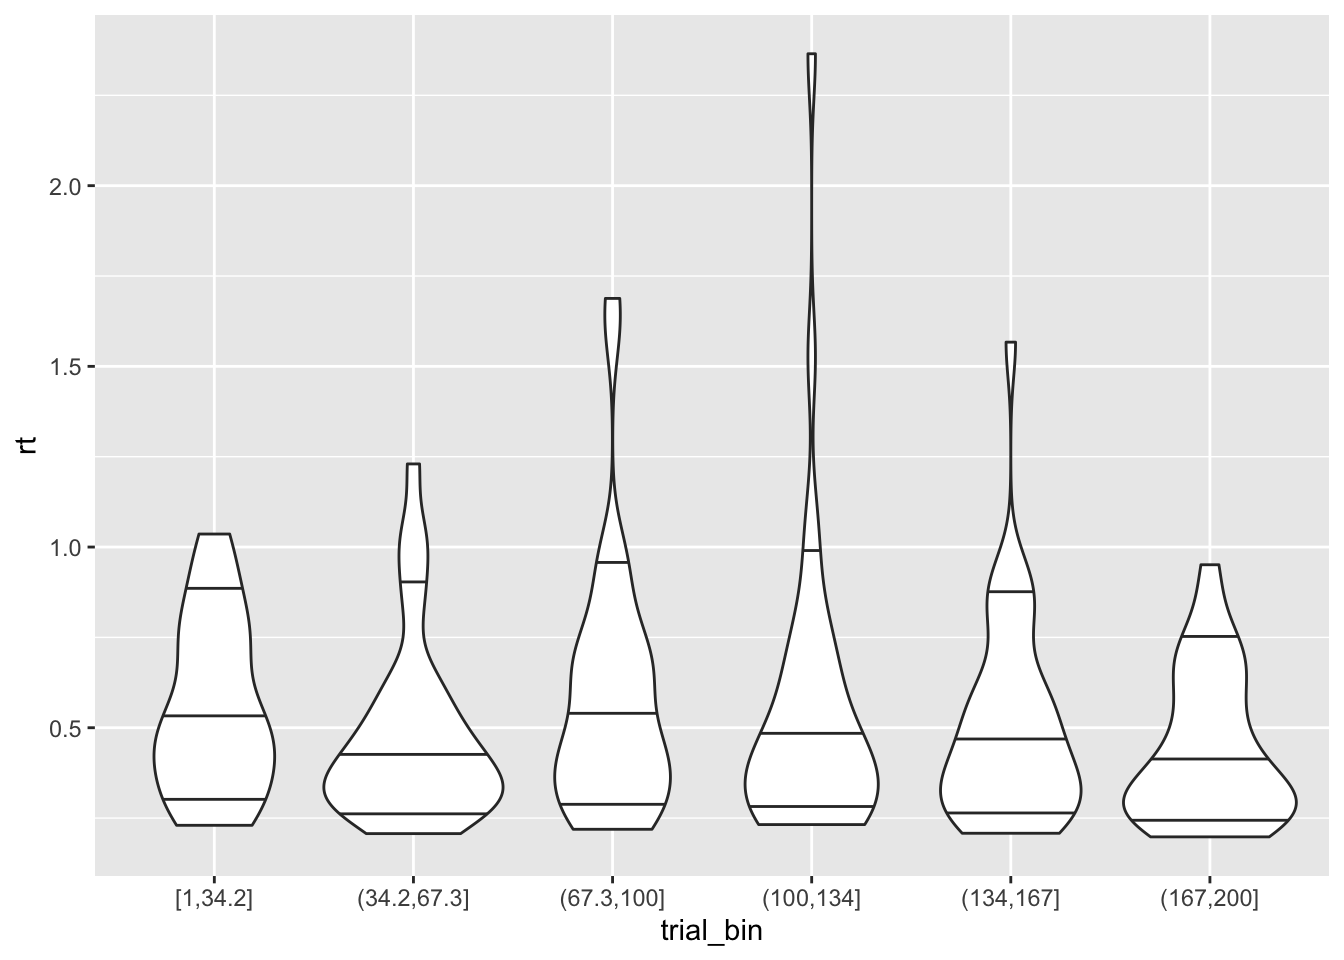 2.0
1.5
rt
1.0
0.5
[1,34.2] (34.2,67.3] (67.3,100] (100,134] (134,167] (167,200]
trial_bin